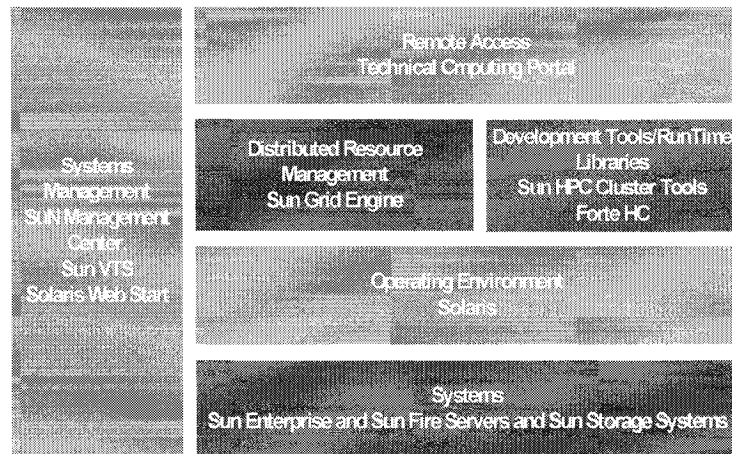 Remote Access
Technical Cmputing Portal
Systems
Management
SuN Management
Center.
Sun VTS
Solaris Web Start
Distributed Resource
Management
Sun Grid Engine
Development Tools/RunTime
Libraries
Sun HPC Cluster Tools
Forte HC
Operating Environment
Solaris
Systems
Sun Enterprise and Sun Fire Servers and Sun Storage Systems